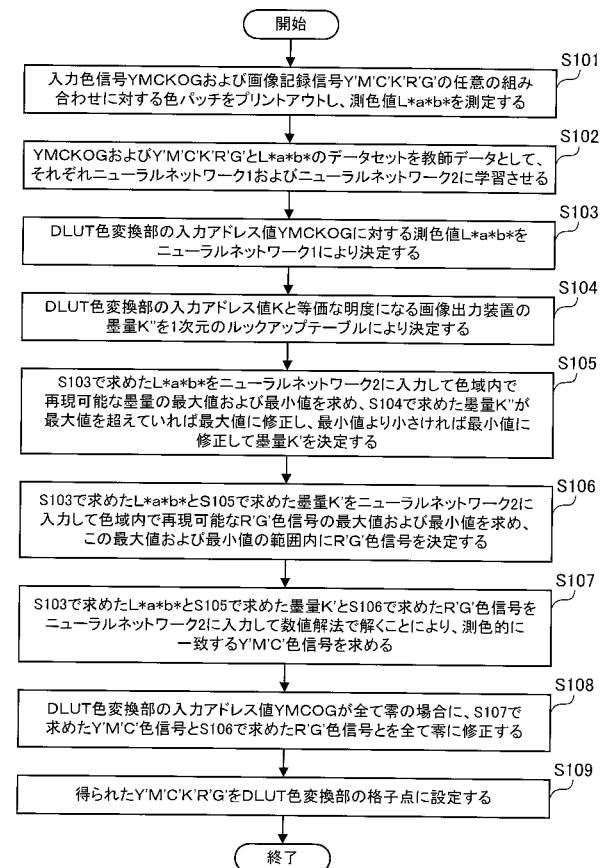 開始
S101
入力色信号YMCKOGおよび画像記録信号Y'M'C'K'R'G'の任意の組み
合わせに対する色パッチをプリントアウトし、測色値L*a*b*を測定する
S102
YMCKOGおよびY'M'C'K'R'G'とL*a*b*のデータセットを教師データとして、
それぞれニューラルネットワーク1およびニューラルネットワーク2に学習させる
S103
DLUT色変換部の入力アドレス値YMCKOGに対する測色値L*a*b*を
ニューラルネットワーク1により決定する
S104
DLUT色変換部の入力アドレス値Kと等価な明度になる画像出力装置の
墨量K''を1次元のルックアップテーブルにより決定する
S105
S103で求めたL*a*b*をニューラルネットワーク2に入力して色域内で
再現可能な墨量の最大値および最小値を求め、S104で求めた墨量K''が
最大値を超えていれば最大値に修正し、最小値より小さければ最小値に
修正して墨量K'を決定する
S106
S103で求めたL*a*b*とS105で求めた墨量K'をニューラルネットワーク2に
入力して色域内で再現可能なR'G'色信号の最大値および最小値を求め、
この最大値および最小値の範囲内にR'G'色信号を決定する
S107
S103で求めたL*a*b*とS105で求めた墨量K'とS106で求めたR'G'色信号を
ニューラルネットワーク2に入力して数値解法で解くことにより、測色的に
一致するY'M'C'色信号を求める
S108
DLUT色変換部の入力アドレス値YMCOGが全て零の場合に、S107で
求めたY'M'C'色信号とS106で求めたR'G'色信号とを全て零に修正する
S109
得られたY'M'C'K'R'G'をDLUT色変換部の格子点に設定する
終了